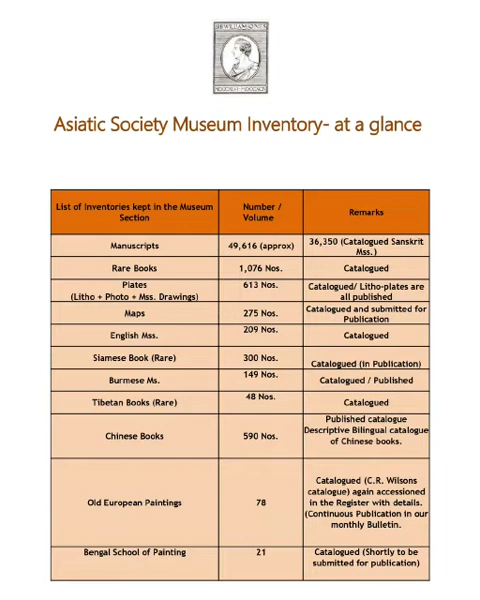 SIR WILLIAM JONES
Asiatic Society Museum Inventory- at a glance
List of Inventories kept in the Museum
Section
Number /
Volume
Remarks
Manuscripts
49,616 (approx)
36,350 (Catalogued Sanskrit
Mss.)
Rare Books
1,076 Nos.
Catalogued
Plates
(Litho + Photo + Mss. Drawings)
613 Nos.
Catalogued/ Litho-plates are
all published
Maps
275 Nos.
Catalogued and submitted for
Publication
English Mss.
209 Nos.
Catalogued
Siamese Book (Rare)
300 Nos.
Catalogued (in Publication)
Burmese Ms.
149 Nos.
Catalogued / Published
Tibetan Books (Rare)
48 Nos.
Catalogued
Chinese Books
590 Nos.
Published catalogue
Descriptive Bilingual catalogue
of Chinese books.
Old European Paintings
78
Catalogued (C.R. Wilsons
catalogue) again accessioned
in the Register with details.
(Continuous Publication in our
monthly Bulletin.
Bengal School of Painting
21
Catalogued (Shortly to be
submitted for publication)